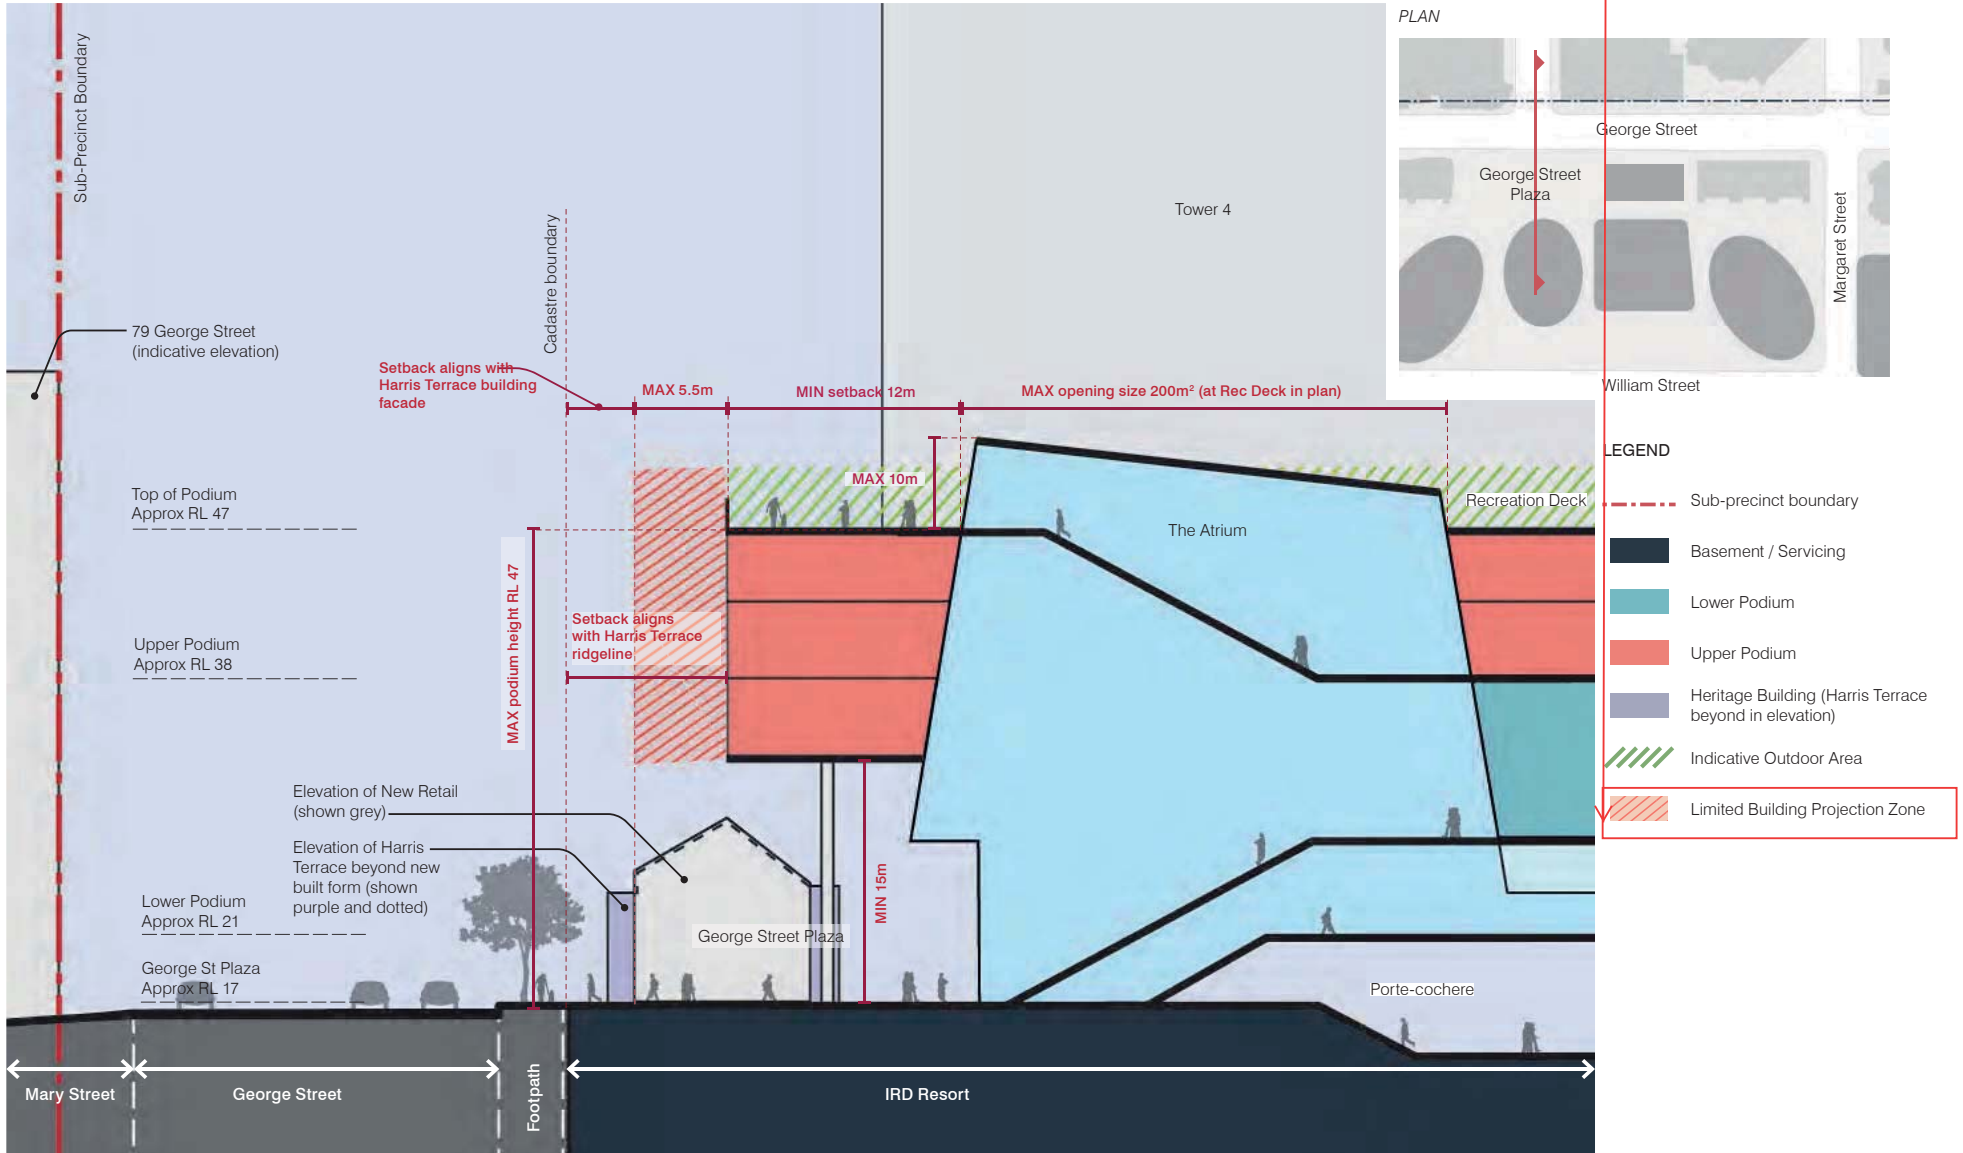 PLAN
George Street
George Street
Plaza
Margaret Street
William Street
Sub-Precinct Boundary
Tower 4
Cadastre boundary
79 George Street
(indicative elevation)
Setback aligns with
Harris Terrace building
facade
MAX 5.5m
MIN setback 12m
MAX opening size 200m² (at Rec Deck in plan)
MAX 10m
Top of Podium
Approx RL 47
Recreation Deck
The Atrium
MAX podium height RL 47
Setback aligns
with Harris Terrace
ridgeline
Upper Podium
Approx RL 38
Elevation of New Retail
(shown grey)
Elevation of Harris
Terrace beyond new
built form (shown
purple and dotted)
MIN 15m
Lower Podium
Approx RL 21
George Street Plaza
George St Plaza
Approx RL 17
Porte-cochere
Mary Street
George Street
Footpath
IRD Resort
LEGEND
Sub-precinct boundary
Basement / Servicing
Lower Podium
Upper Podium
Heritage Building (Harris Terrace
beyond in elevation)
Indicative Outdoor Area
Limited Building Projection Zone